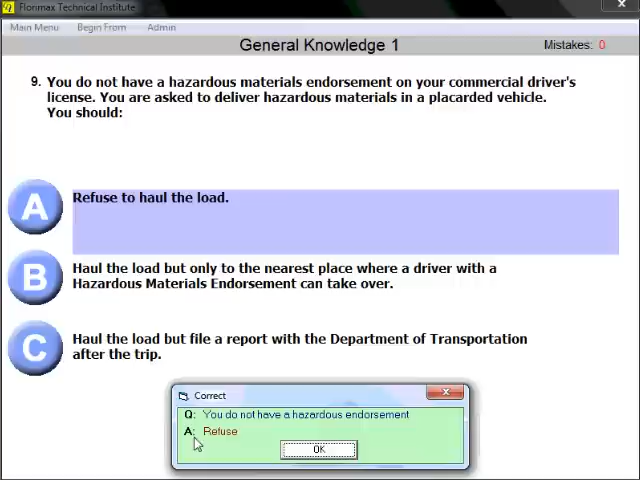 Florimax Technical Institute
Main Menu Begin From Admin
General Knowledge 1
Mistakes: 0
9. You do not have a hazardous materials endorsement on your commercial driver's
license. You are asked to deliver hazardous materials in a placarded vehicle.
You should:
A
Refuse to haul the load.
B
Haul the load but only to the nearest place where a driver with a
Hazardous Materials Endorsement can take over.
C
Haul the load but file a report with the Department of Transportation
after the trip.
Correct
Q: You do not have a hazardous endorsement
A: Refuse
OK